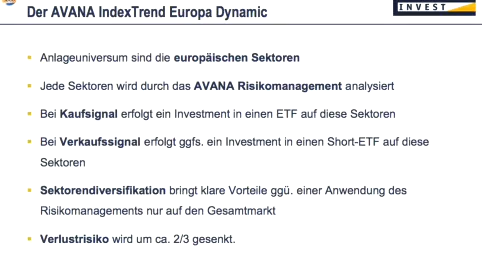 Der AVANA IndexTrend Europa Dynamic
INVEST
Anlageuniversum sind die europäischen Sektoren
Jede Sektoren wird durch das AVANA Risikomanagement analysiert
Bei Kaufsignal erfolgt ein Investment in einen ETF auf diese Sektoren
Bei Verkaufssignal erfolgt ggfs. ein Investment in einen Short-ETF auf diese
Sektoren
Sektorendiversifikation bringt klare Vorteile ggü. einer Anwendung des
Risikomanagements nur auf den Gesamtmarkt
Verlustrisiko wird um ca. 2/3 gesenkt.